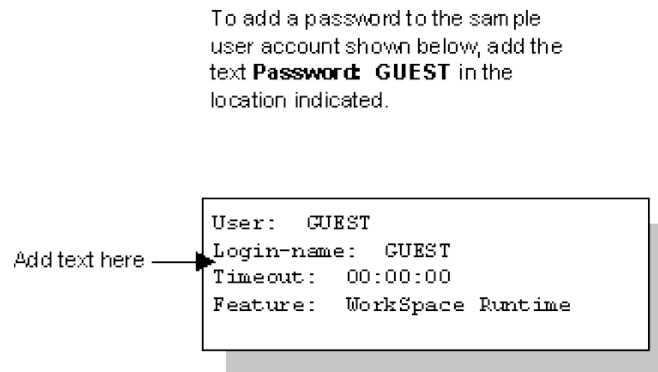 To add a password to the sample
user account shown below, add the
text Password: GUEST in the
location indicated.
User: GUEST
Login-name: GUEST
Add text here
Timeout: 00:00:00
Feature: WorkSpace Runtime